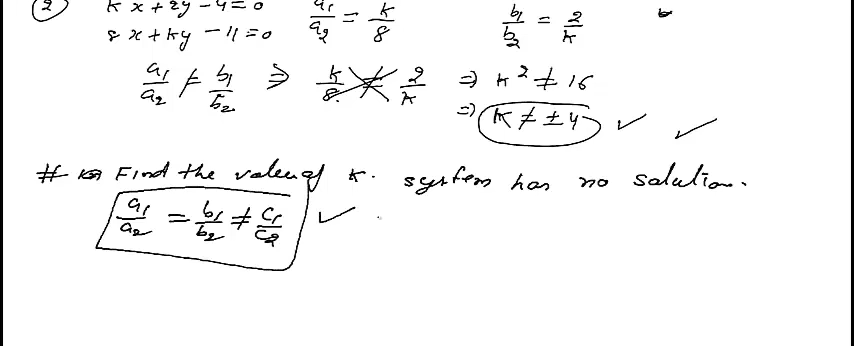 (2) kx+2y-4=0 a1/a2 = k/8 b1/b2 = 2/k
8x+ky-11=0
a1/a2 ≠ b1/b2 ⇒ k/8 ≠ 2/k ⇒ k² ≠ 16
⇒ k ≠ ±4 ✓ ✓
# Find the value of k. system has no solution.
a1/a2 = b1/b2 ≠ c1/c2 ✓